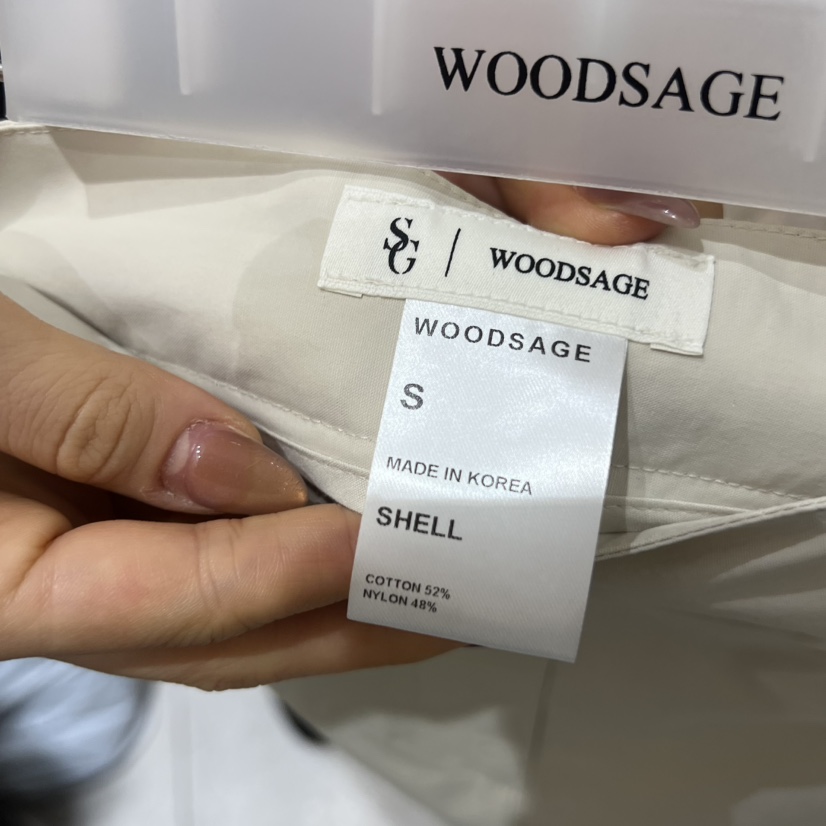 WOODSAGE
SG / WOODSAGE
WOODSAGE
S
MADE IN KOREA
SHELL
COTTON 52%
NYLON 48%